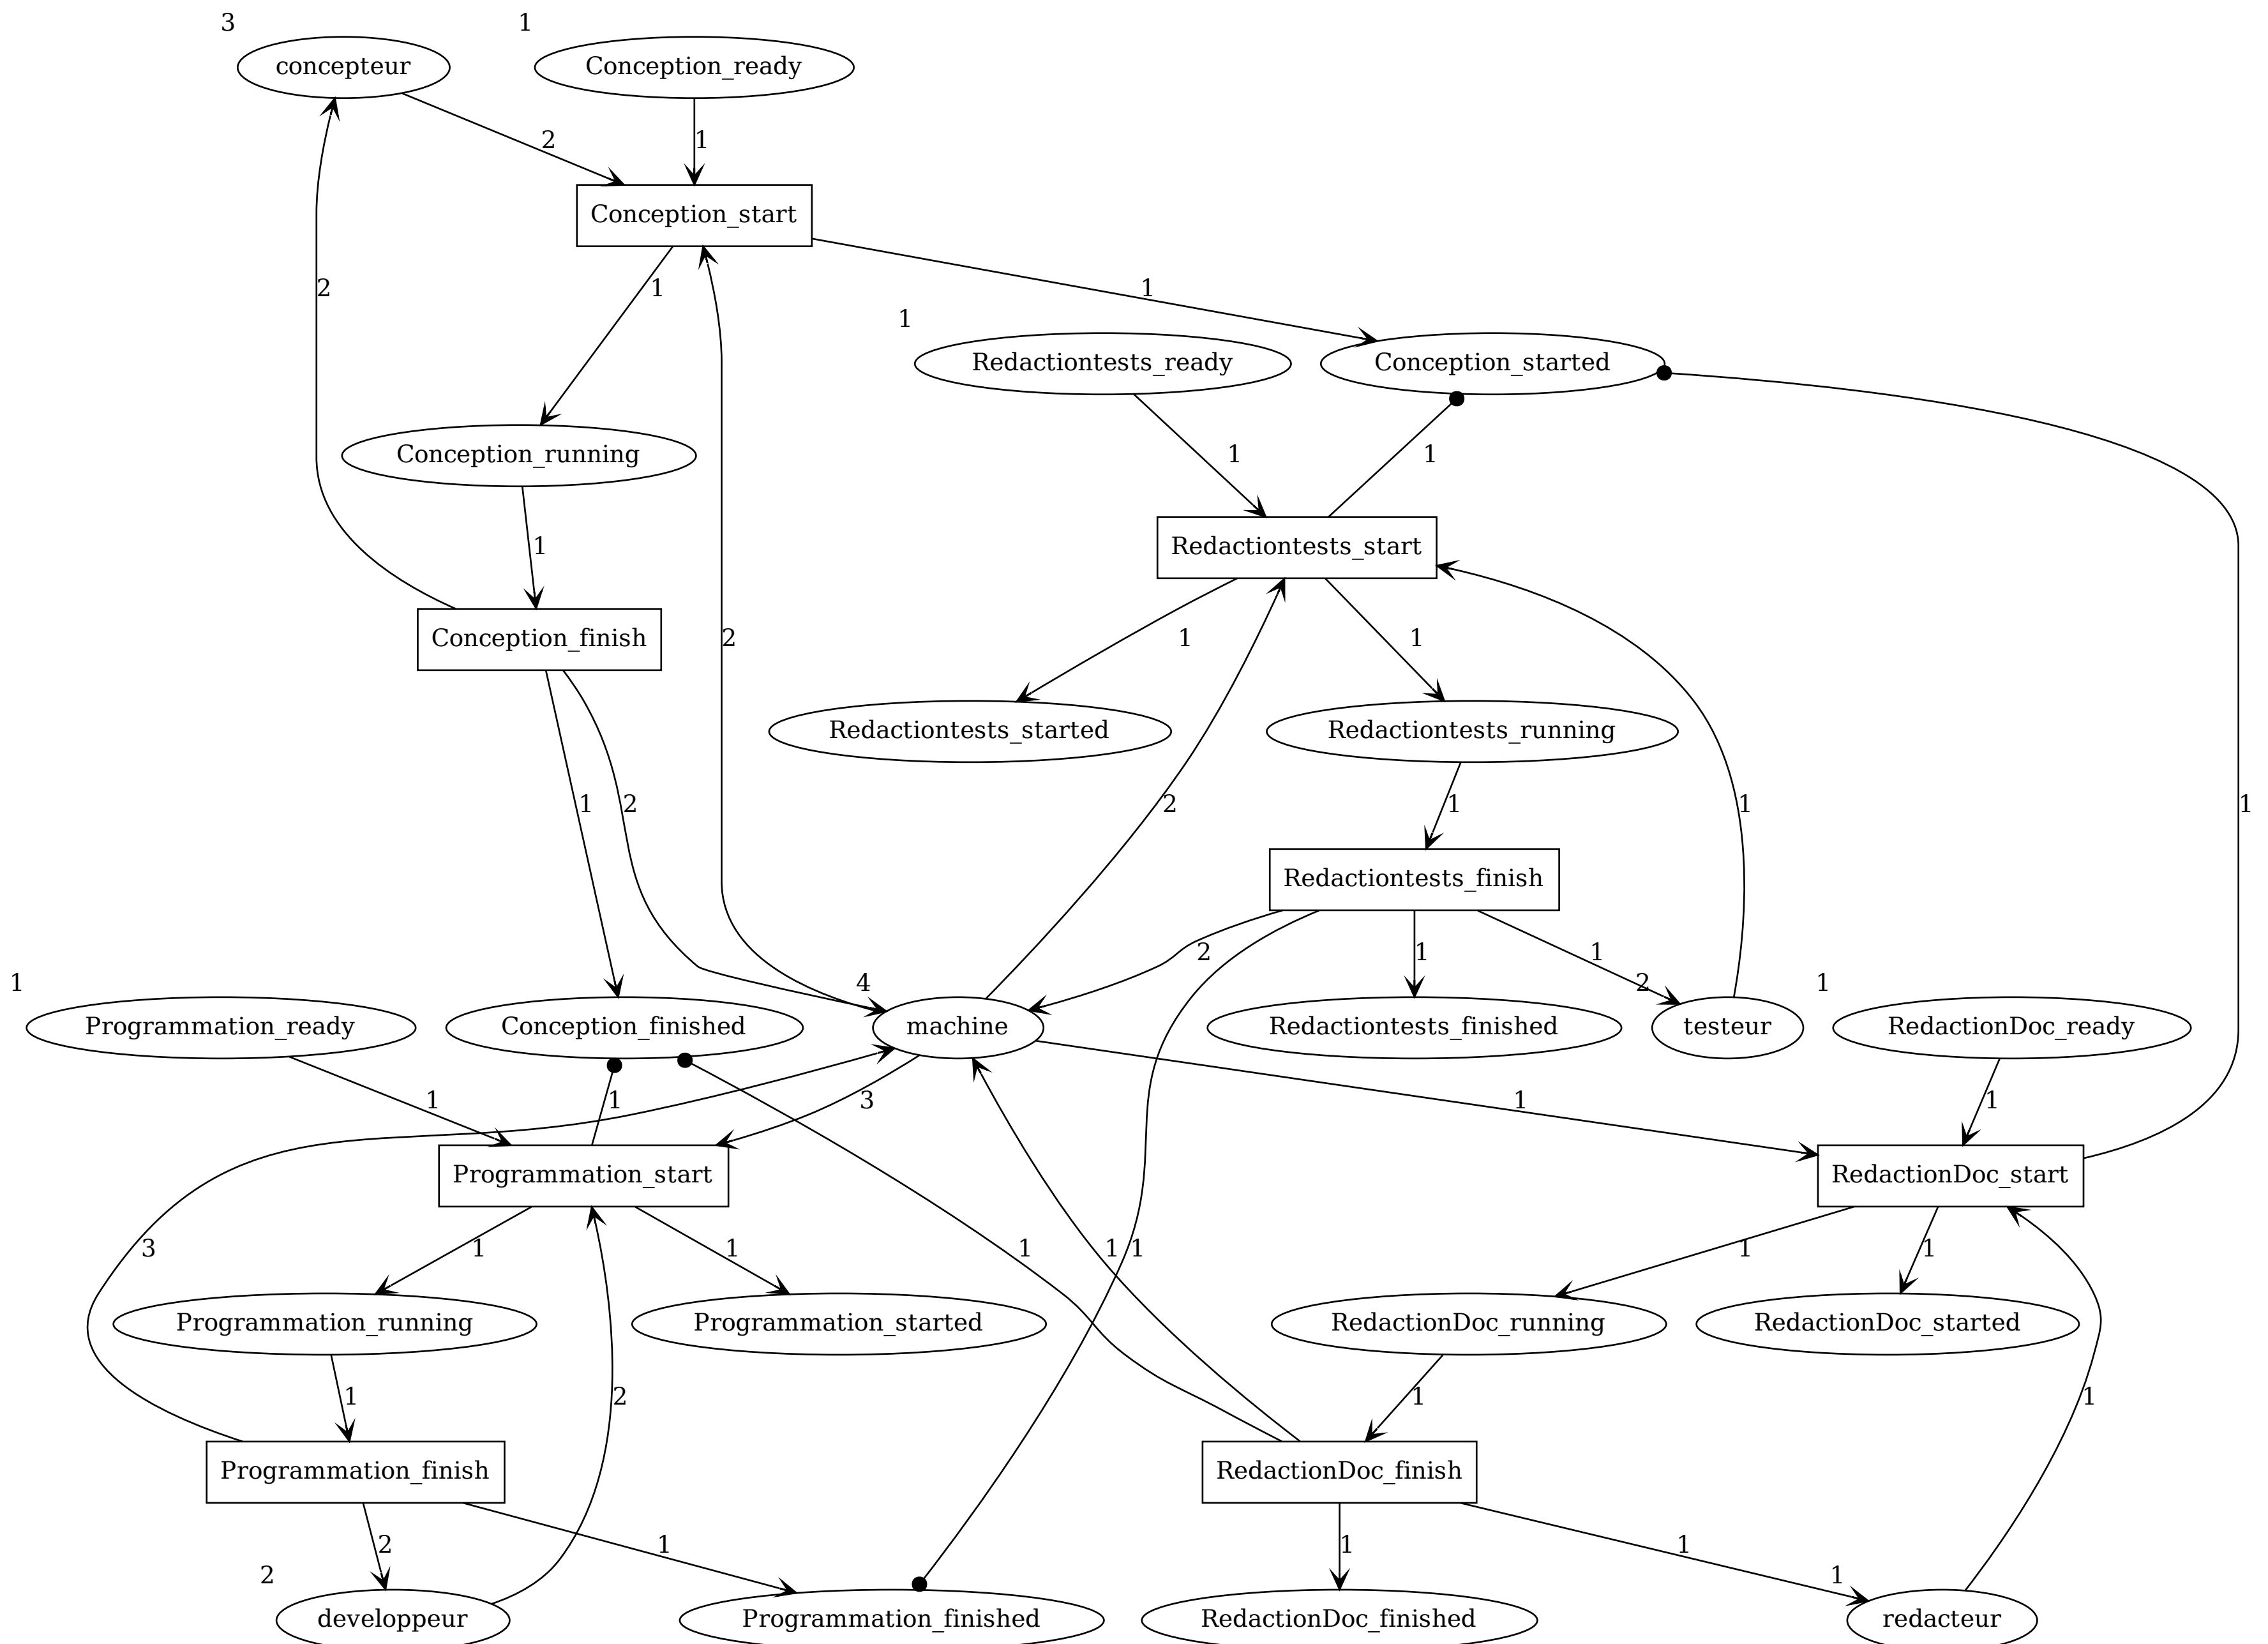 3
1
concepteur
Conception_ready
2
1
Conception_start
2
1
1
1
Redactiontests_ready
Conception_started
Conception_running
1
1
1
Redactiontests_start
Conception_finish
2
1
1
Redactiontests_started
Redactiontests_running
1
2
2
1
1
1
Redactiontests_finish
2
1
1
1
4
2
1
Programmation_ready
Conception_finished
machine
Redactiontests_finished
testeur
RedactionDoc_ready
1
1
3
1
1
Programmation_start
RedactionDoc_start
3
1
1
1
1
1
1
1
Programmation_running
Programmation_started
RedactionDoc_running
RedactionDoc_started
1
2
1
1
Programmation_finish
RedactionDoc_finish
2
1
1
1
2
1
developpeur
Programmation_finished
RedactionDoc_finished
redacteur